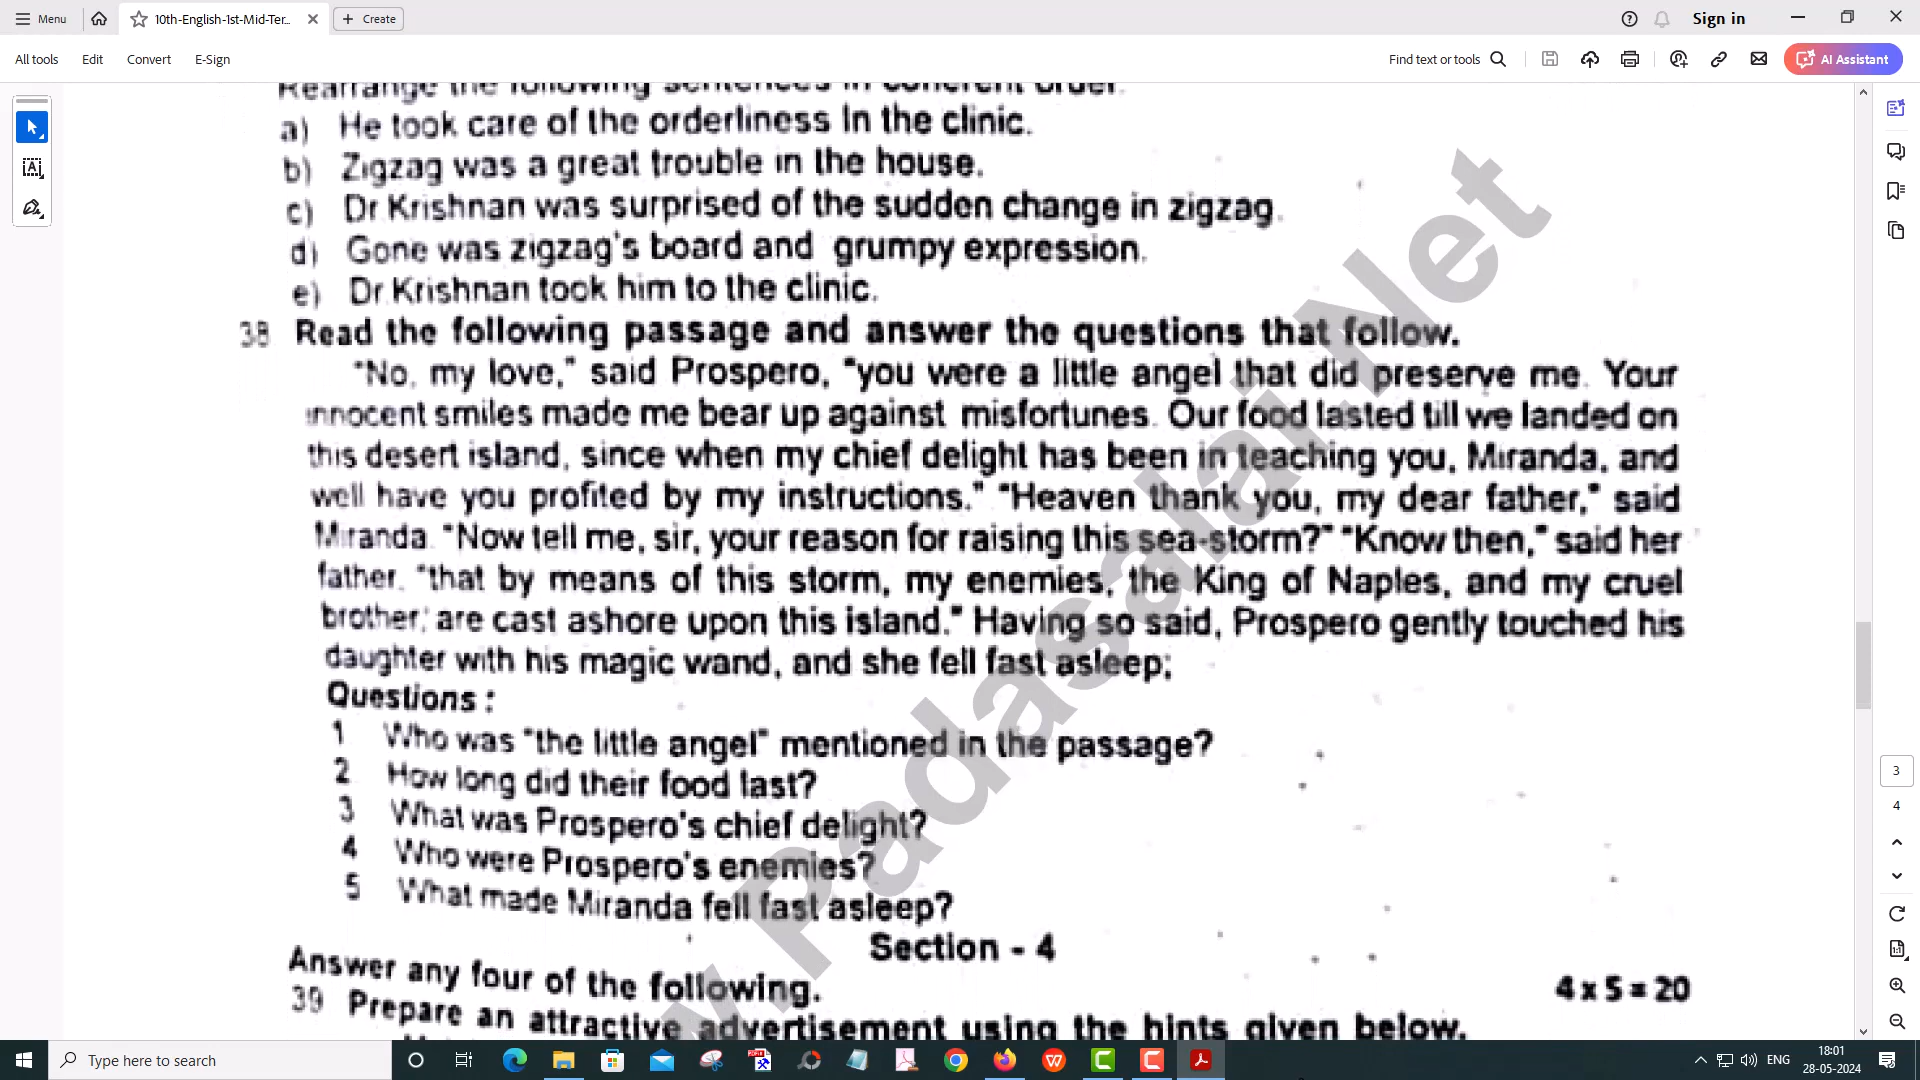 Menu
10th-English-1st-Mid-Ter...
Create
Sign in
All tools
Edit
Convert
E-Sign
Find text or tools
AI Assistant
Rearrange the following sentences in coherent order.
a) He took care of the orderliness In the clinic.
b) Zigzag was a great trouble in the house.
c) Dr.Krishnan was surprised of the sudden change in zigzag.
d) Gone was zigzag's board and grumpy expression.
e) Dr.Krishnan took him to the clinic.
38 Read the following passage and answer the questions that follow.
"No, my love," said Prospero, "you were a little angel that did preserve me. Your
innocent smiles made me bear up against misfortunes. Our food lasted till we landed on
this desert island, since when my chief delight has been in teaching you, Miranda, and
well have you profited by my instructions." "Heaven thank you, my dear father," said
Miranda. "Now tell me, sir, your reason for raising this sea-storm?" "Know then," said her
father. "that by means of this storm, my enemies, the King of Naples, and my cruel
brother; are cast ashore upon this island." Having so said, Prospero gently touched his
daughter with his magic wand, and she fell fast asleep;
Questions :
1 Who was "the little angel" mentioned in the passage?
2 How long did their food last?
3 What was Prospero's chief delight?
4 Who were Prospero's enemies?
5 What made Miranda fell fast asleep?
Section - 4
Answer any four of the following.
4 x 5 = 20
39 Prepare an attractive advertisement using the hints given below.
w.Padasalai.Net
3
4
Type here to search
ENG
18:01
28-05-2024